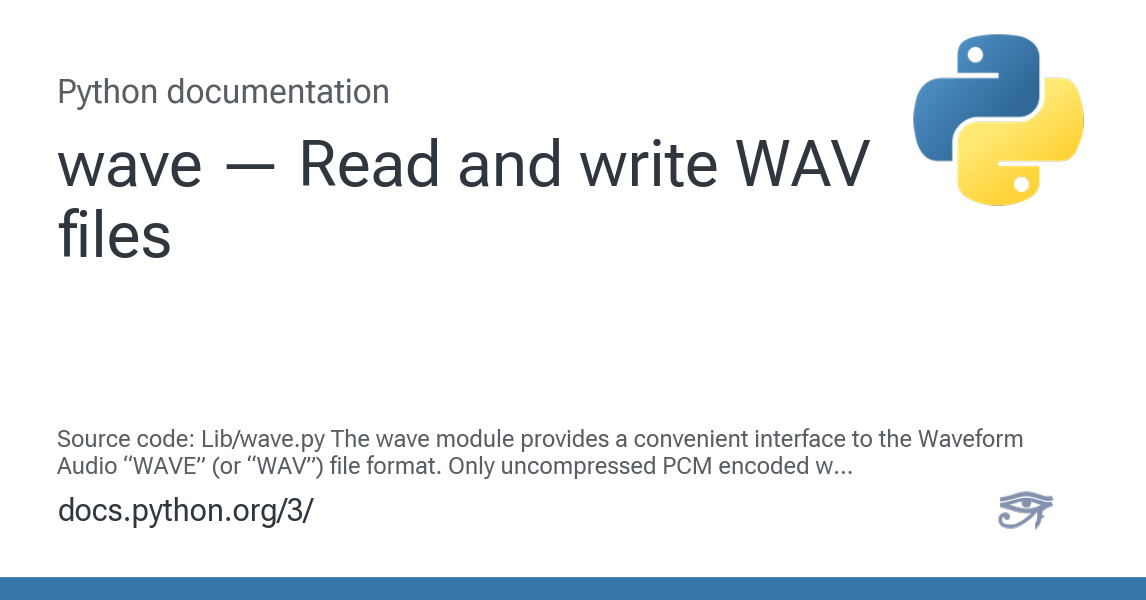 Python documentation
wave — Read and write WAV
files
Source code: Lib/wave.py The wave module provides a convenient interface to the Waveform
Audio “WAVE” (or “WAV”) file format. Only uncompressed PCM encoded w...
docs.python.org/3/